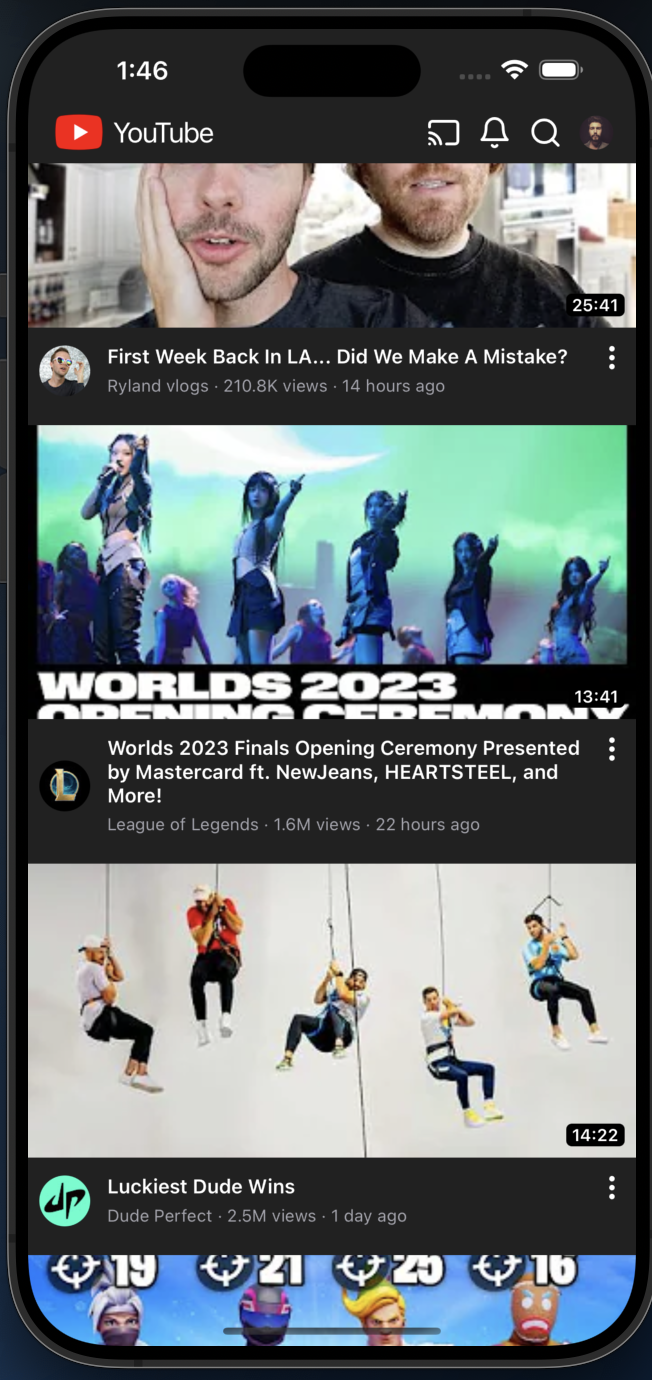 1:46
YouTube
25:41
First Week Back In LA... Did We Make A Mistake?
Ryland vlogs · 210.8K views · 14 hours ago
WORLDS 2023
OPENING CEREMONY
13:41
Worlds 2023 Finals Opening Ceremony Presented
by Mastercard ft. NewJeans, HEARTSTEEL, and
More!
League of Legends · 1.6M views · 22 hours ago
14:22
dp
Luckiest Dude Wins
Dude Perfect · 2.5M views · 1 day ago
19 21 25 16